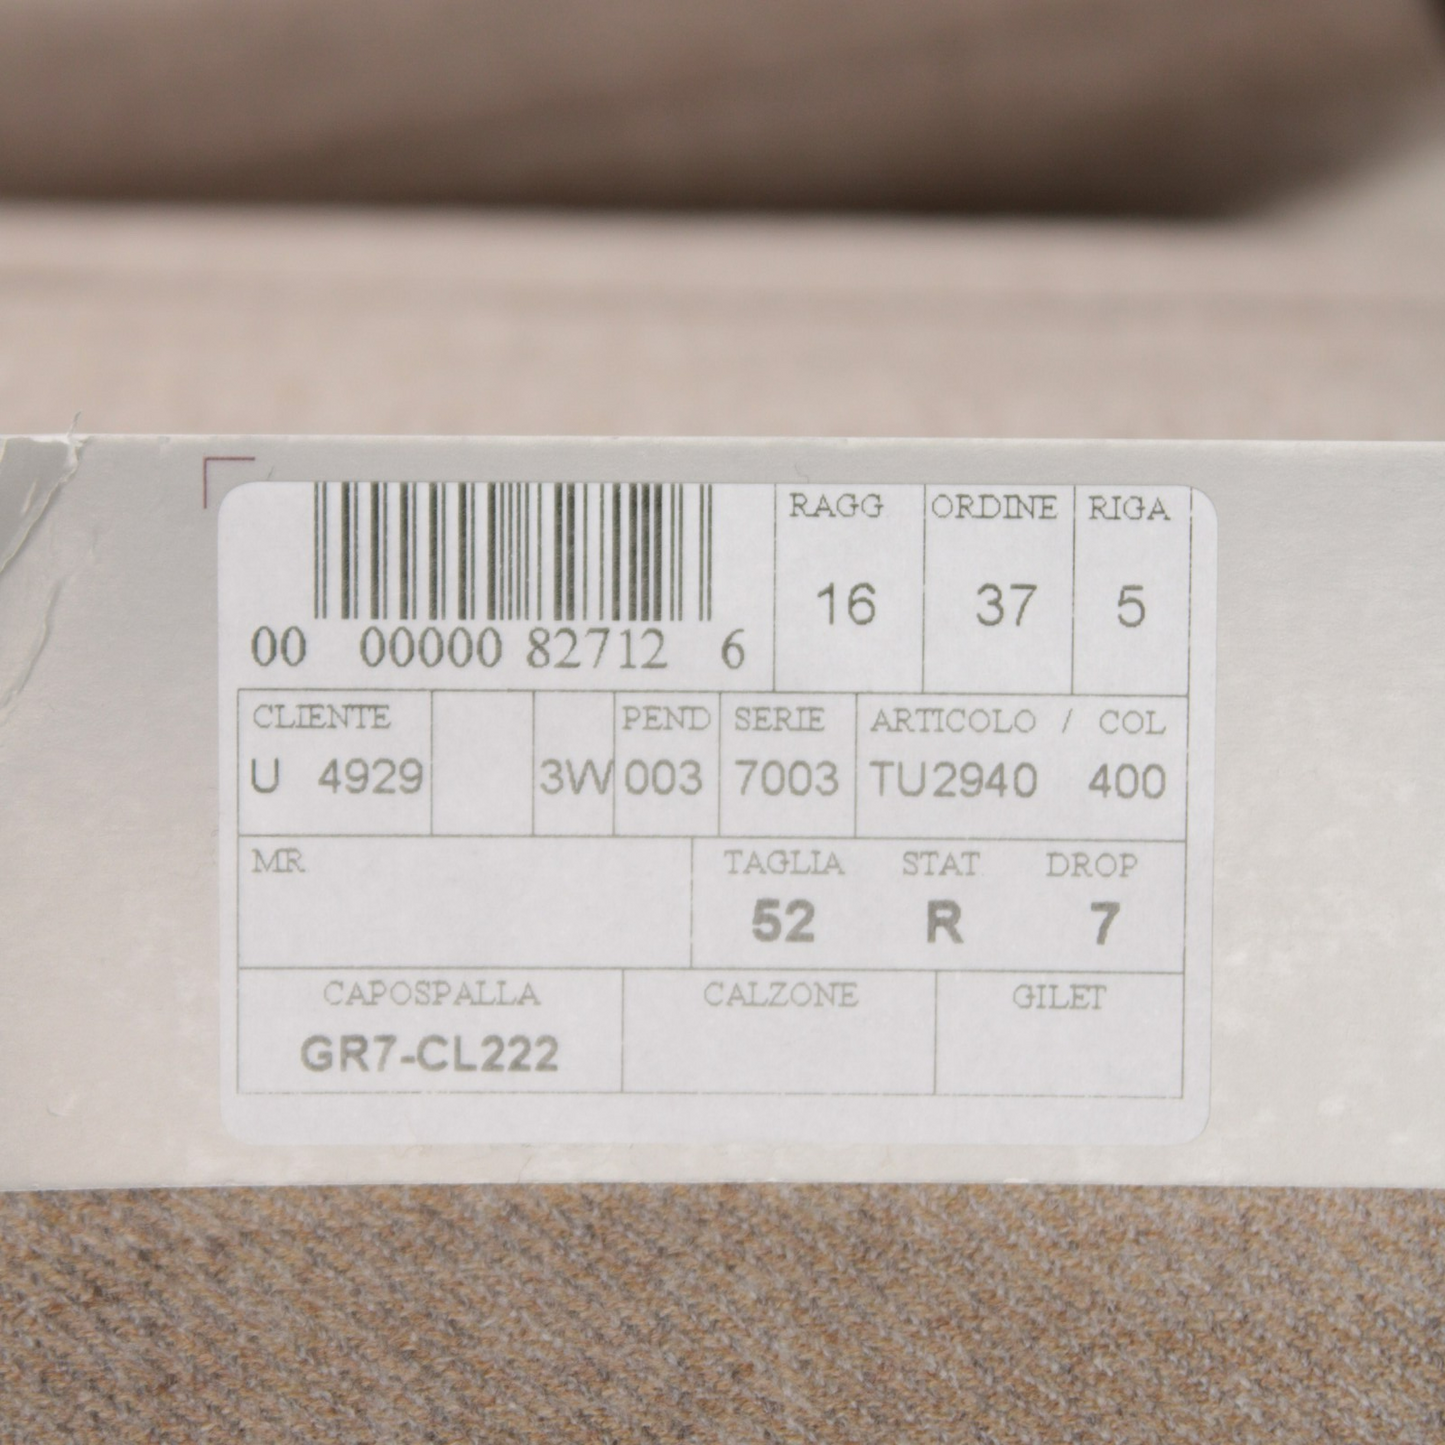 RAGG ORDINE RIGA
16 37 5
00 00000 82712 6
CLIENTE PEND SERIE ARTICOLO / COL
U 4929 3W 003 7003 TU2940 400
MR TAGLIA STAT DROP
52 R 7
CAPOSPALLA CALZONE GILET
GR7-CL222